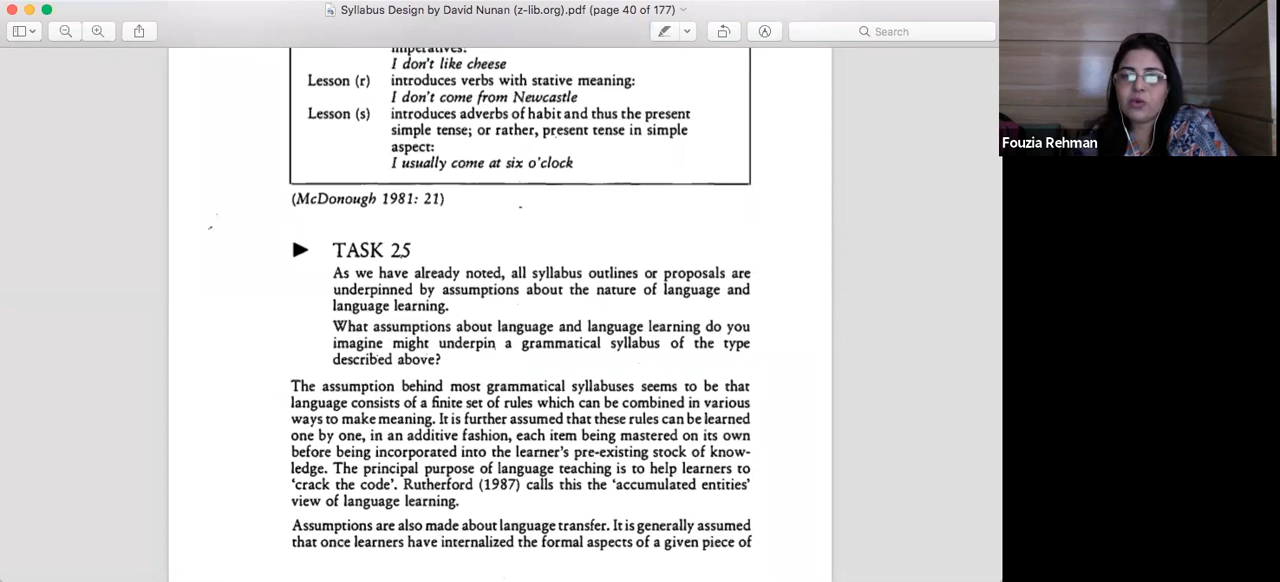 Syllabus Design by David Nunan (z-lib.org).pdf (page 40 of 177)
Search
Fouzia Rehman
imperatives:
I don't like cheese
Lesson (r) introduces verbs with stative meaning:
I don't come from Newcastle
Lesson (s) introduces adverbs of habit and thus the present
simple tense; or rather, present tense in simple
aspect:
I usually come at six o'clock
(McDonough 1981: 21)
TASK 25
As we have already noted, all syllabus outlines or proposals are
underpinned by assumptions about the nature of language and
language learning.
What assumptions about language and language learning do you
imagine might underpin a grammatical syllabus of the type
described above?
The assumption behind most grammatical syllabuses seems to be that
language consists of a finite set of rules which can be combined in various
ways to make meaning. It is further assumed that these rules can be learned
one by one, in an additive fashion, each item being mastered on its own
before being incorporated into the learner's pre-existing stock of know-
ledge. The principal purpose of language teaching is to help learners to
'crack the code'. Rutherford (1987) calls this the 'accumulated entities'
view of language learning.
Assumptions are also made about language transfer. It is generally assumed
that once learners have internalized the formal aspects of a given piece of